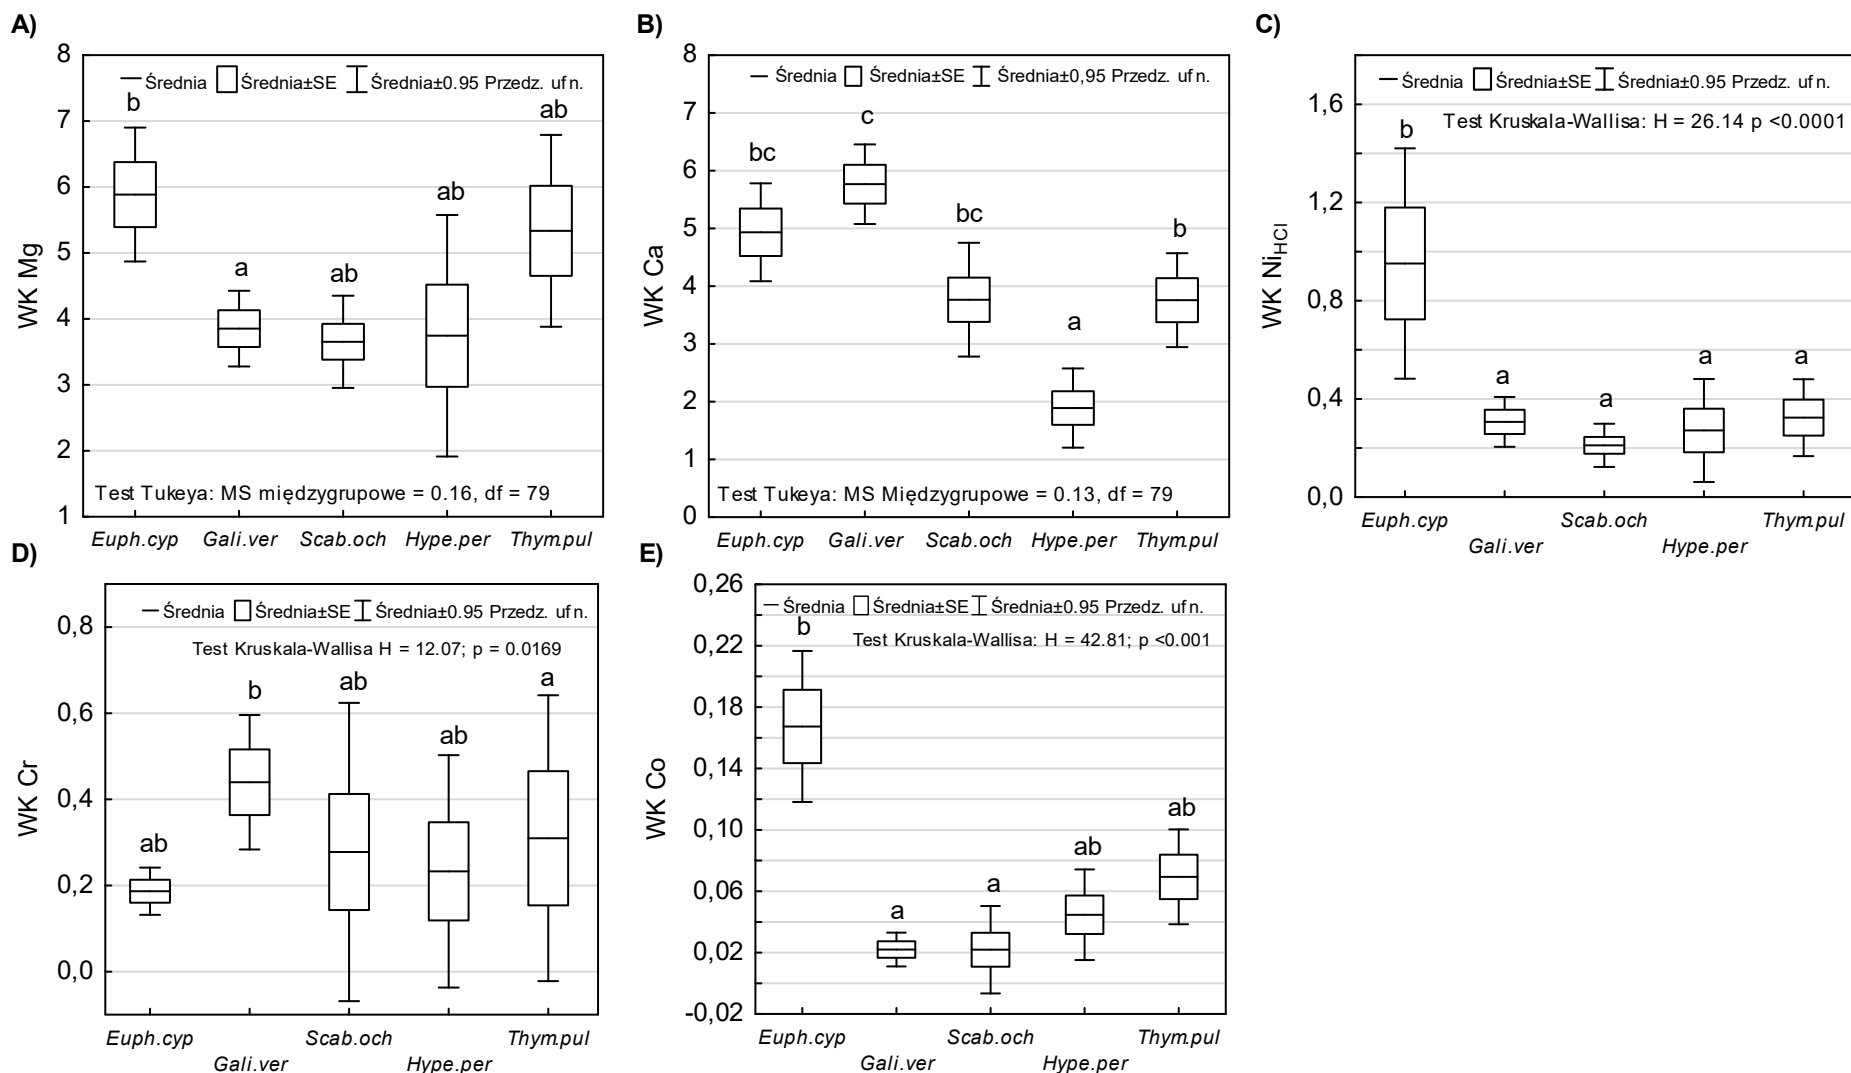 A)
8
7
6
5
4
3
2
1
WK Mg
Średnia Średnia±SE Średnia±0.95 Przedz. ufn.
b
a
ab
ab
ab
Test Tukeya: MS międzygrupowe = 0.16, df = 79
Euph.cyp Gali.ver Scab.och Hype.per Thym.pul
B)
8
7
6
5
4
3
2
1
0
WK Ca
Średnia Średnia±SE Średnia±0,95 Przedz. ufn.
bc
c
bc
a
b
Test Tukeya: MS Międzygrupowe = 0.13, df = 79
Euph.cyp Gali.ver Scab.och Hype.per Thym.pul
C)
1,6
1,2
0,8
0,4
0,0
WK NiHCl
Średnia Średnia±SE Średnia±0.95 Przedz. ufn.
Test Kruskala-Wallisa: H = 26.14 p <0.0001
b
a
a
a
a
Euph.cyp Scab.och Thym.pul
Gali.ver Hype.per
D)
0,8
0,6
0,4
0,2
0,0
WK Cr
Średnia Średnia±SE Średnia±0.95 Przedz. ufn.
Test Kruskala-Wallisa H = 12.07; p = 0.0169
ab
b
ab
ab
a
Euph.cyp Scab.och Thym.pul
Gali.ver Hype.per
E)
0,26
0,22
0,18
0,14
0,10
0,06
0,02
-0,02
WK Co
Średnia Średnia±SE Średnia±0.95 Przedz. ufn.
Test Kruskala-Wallisa: H = 42.81; p <0.001
b
a
a
ab
ab
Euph.cyp Scab.och Thym.pul
Gali.ver Hype.per